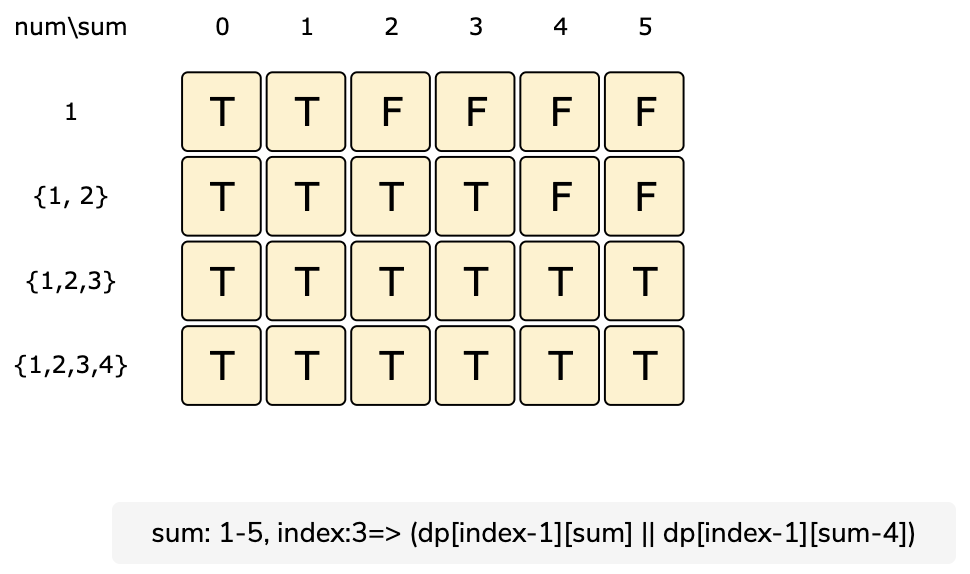 num\sum 0 1 2 3 4 5
1 T T F F F F
{1, 2} T T T T F F
{1,2,3} T T T T T T
{1,2,3,4} T T T T T T
sum: 1-5, index:3=> (dp[index-1][sum] || dp[index-1][sum-4])